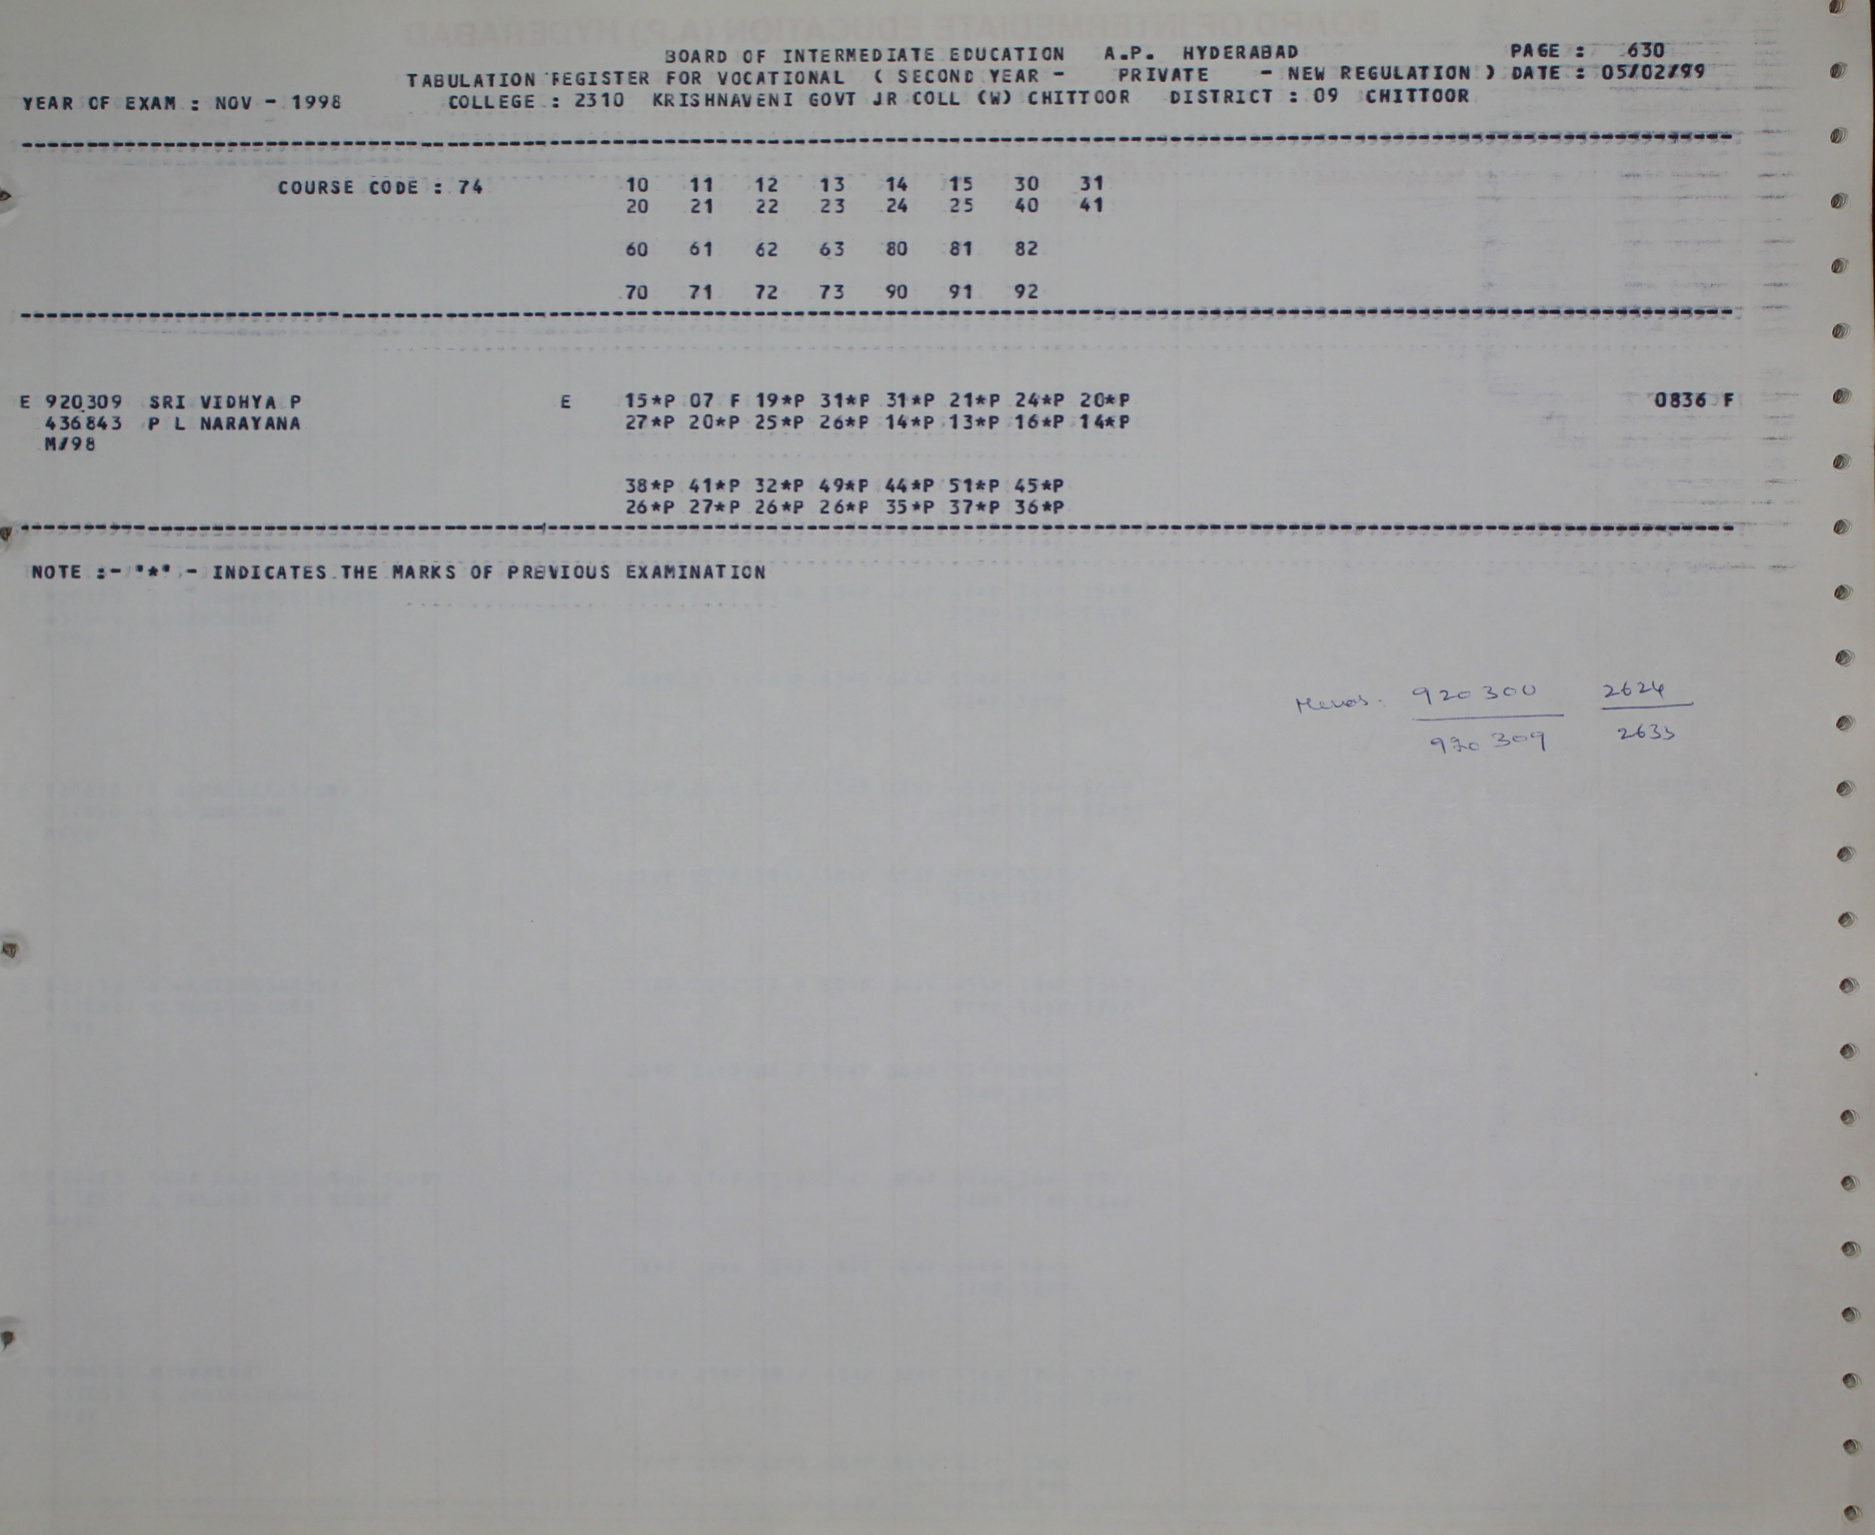 BOARD OF INTERMEDIATE EDUCATION A.P. HYDERABAD PAGE : 630
TABULATION REGISTER FOR VOCATIONAL ( SECOND YEAR - PRIVATE - NEW REGULATION ) DATE : 05/02/99
YEAR OF EXAM : NOV - 1998 COLLEGE : 2310 KRISHNAVENI GOVT JR COLL (W) CHITTOOR DISTRICT : 09 CHITTOOR
COURSE CODE : 74 10 11 12 13 14 15 30 31
20 21 22 23 24 25 40 41
60 61 62 63 80 81 82
70 71 72 73 90 91 92
E 920309 SRI VIDHYA P E 15*P 07 F 19*P 31*P 31*P 21*P 24*P 20*P 0836 F
436843 P L NARAYANA 27*P 20*P 25*P 26*P 14*P 13*P 16*P 14*P
M/98
38*P 41*P 32*P 49*P 44*P 51*P 45*P
26*P 27*P 26*P 26*P 35*P 37*P 36*P
NOTE :- "*" - INDICATES THE MARKS OF PREVIOUS EXAMINATION
920300 2624
920309 2633